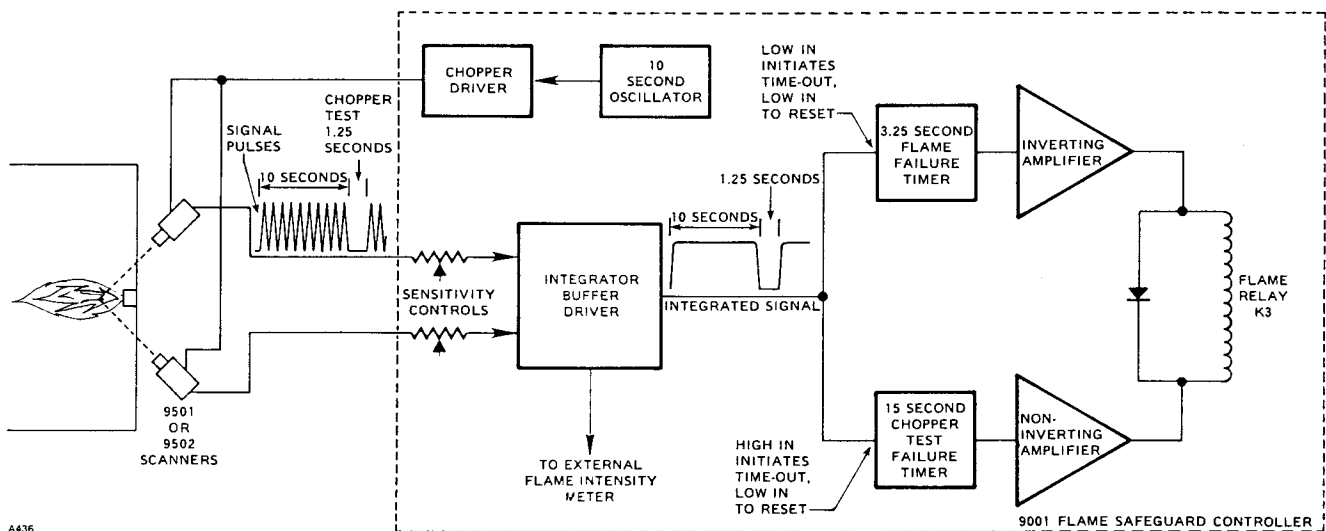 CHOPPER
DRIVER
10
SECOND
OSCILLATOR
LOW IN
INITIATES
TIME-OUT,
LOW IN
TO RESET
CHOPPER
TEST
1.25
SECONDS
SIGNAL
PULSES
10 SECONDS
3.25 SECOND
FLAME
FAILURE
TIMER
INVERTING
AMPLIFIER
1.25 SECONDS
10 SECONDS
INTEGRATOR
BUFFER
DRIVER
SENSITIVITY
CONTROLS
INTEGRATED SIGNAL
FLAME
RELAY
K3
9501
OR
9502
SCANNERS
TO EXTERNAL
FLAME INTENSITY
METER
HIGH IN
INITIATES
TIME-OUT,
LOW IN
TO RESET
15 SECOND
CHOPPER
TEST
FAILURE
TIMER
NON-
INVERTING
AMPLIFIER
9001 FLAME SAFEGUARD CONTROLLER
A436